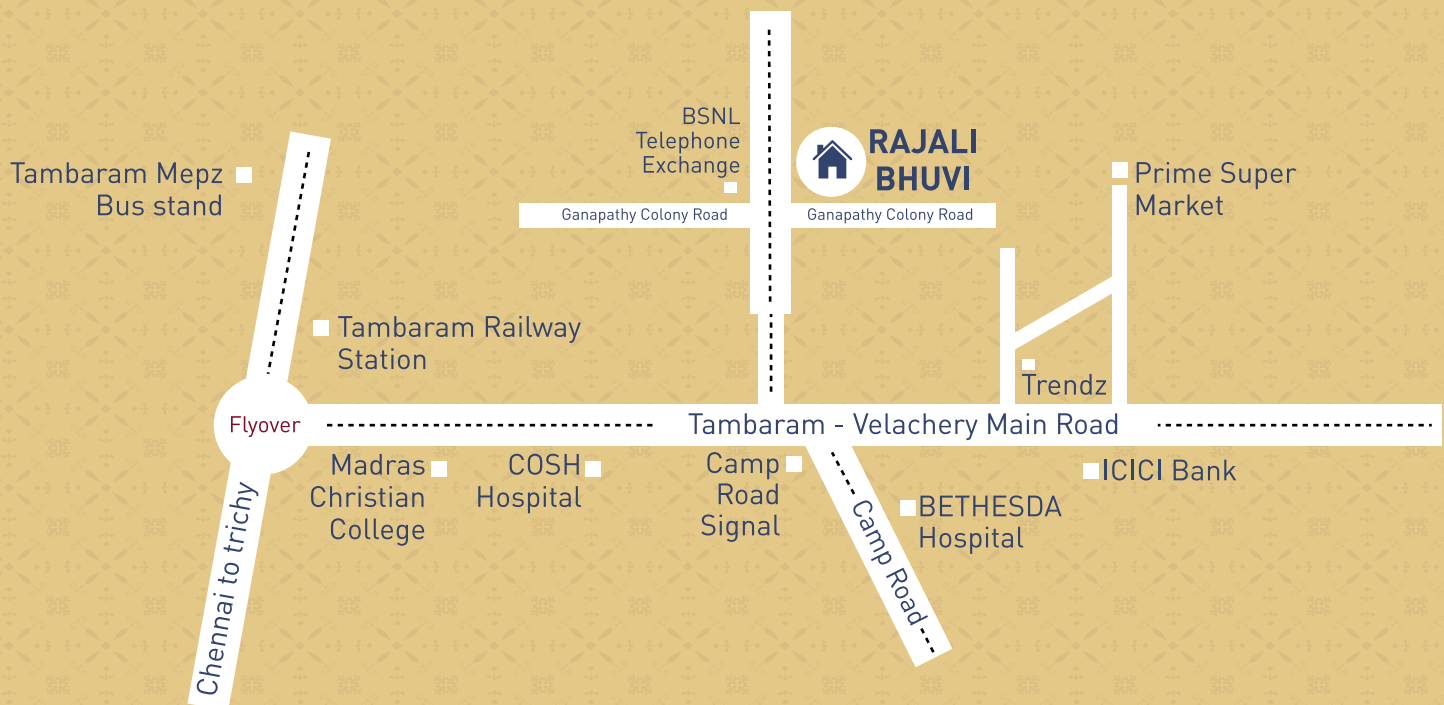 BSNL
Telephone
Exchange
RAJALI
BHUVI
Tambaram Mepz
Bus stand
Prime Super
Market
Ganapathy Colony Road
Ganapathy Colony Road
Tambaram Railway
Station
Trendz
Flyover
Tambaram - Velachery Main Road
Madras
Christian
College
COSH
Hospital
Camp
Road
Signal
ICICI Bank
BETHESDA
Hospital
Camp Road
Chennai to trichy